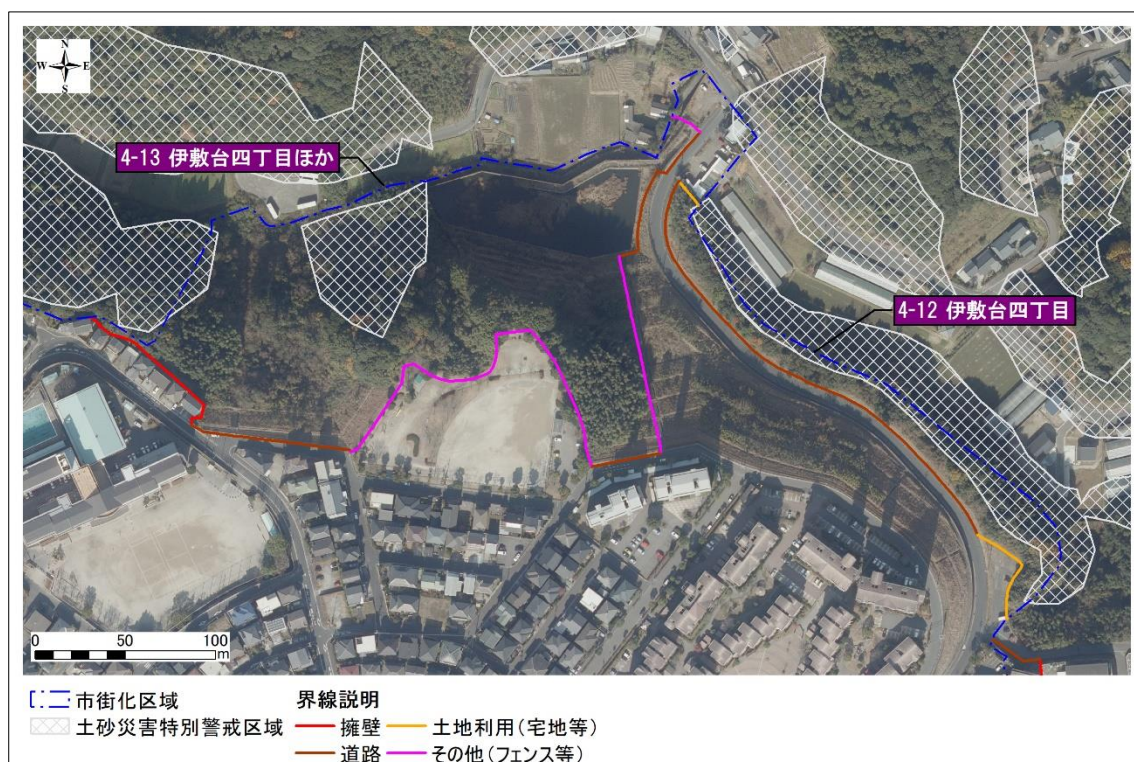 N
W E
S
4-13 伊敷台四丁目ほか
4-12 伊敷台四丁目
0 50 100
m
市街化区域 界線説明
土砂災害特別警戒区域 擁壁 土地利用(宅地等)
道路 その他(フェンス等)